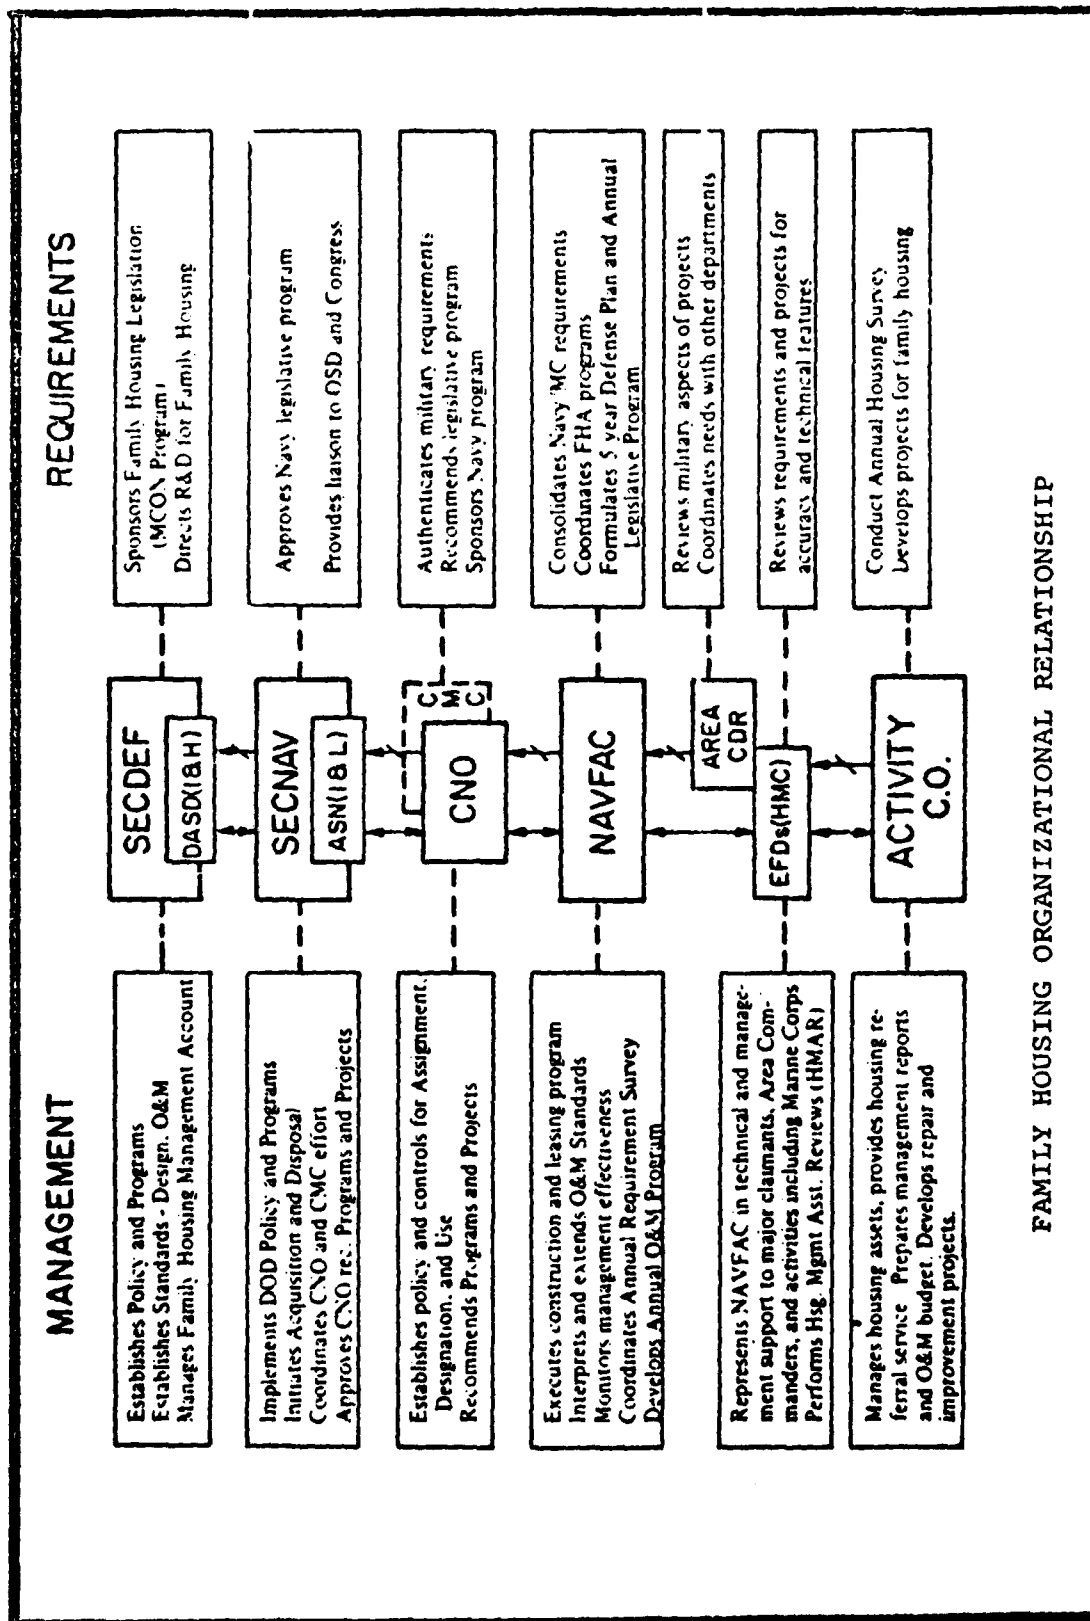 MANAGEMENT
REQUIREMENTS
Establishes Policy and Programs
Establishes Standards - Design, O&M
Manages Family Housing Management Account
SECDEF
DASD(I&H)
Sponsors Family Housing Legislation
(MCON Program)
Directs R&D for Family Housing
Implements DOD Policy and Programs
Initiates Acquisition and Disposal
Coordinates CNO and CMC effort
Approves CNO rec. Programs and Projects
SECNAV
ASN(I & L)
Approves Navy legislative program
Provides liaison to OSD and Congress
Establishes policy and controls for Assignment,
Designation, and Use
Recommends Programs and Projects
CNO
CMC
Authenticates military requirements
Recommends legislative program
Sponsors Navy program
Executes construction and leasing program
Interprets and extends O&M Standards
Monitors management effectiveness
Coordinates Annual Requirement Survey
Develops Annual O&M Program
NAVFAC
Consolidates Navy/MC requirements
Coordinates FHA programs
Formulates 5 year Defense Plan and Annual
Legislative Program
AREA
CDR
Reviews military aspects of projects
Coordinates needs with other departments
Represents NAVFAC in technical and manage-
ment support to major claimants, Area Com-
manders, and activities including Marine Corps
Performs Hsg. Mgmt Asst. Reviews (HMAR)
EFDs(HMC)
Reviews requirements and projects for
accuracy and technical features
Manages housing assets, provides housing re-
ferral service Prepares management reports
and O&M budget. Develops repair and
improvement projects.
ACTIVITY
C.O.
Conduct Annual Housing Survey
Develops projects for family housing
FAMILY HOUSING ORGANIZATIONAL RELATIONSHIP